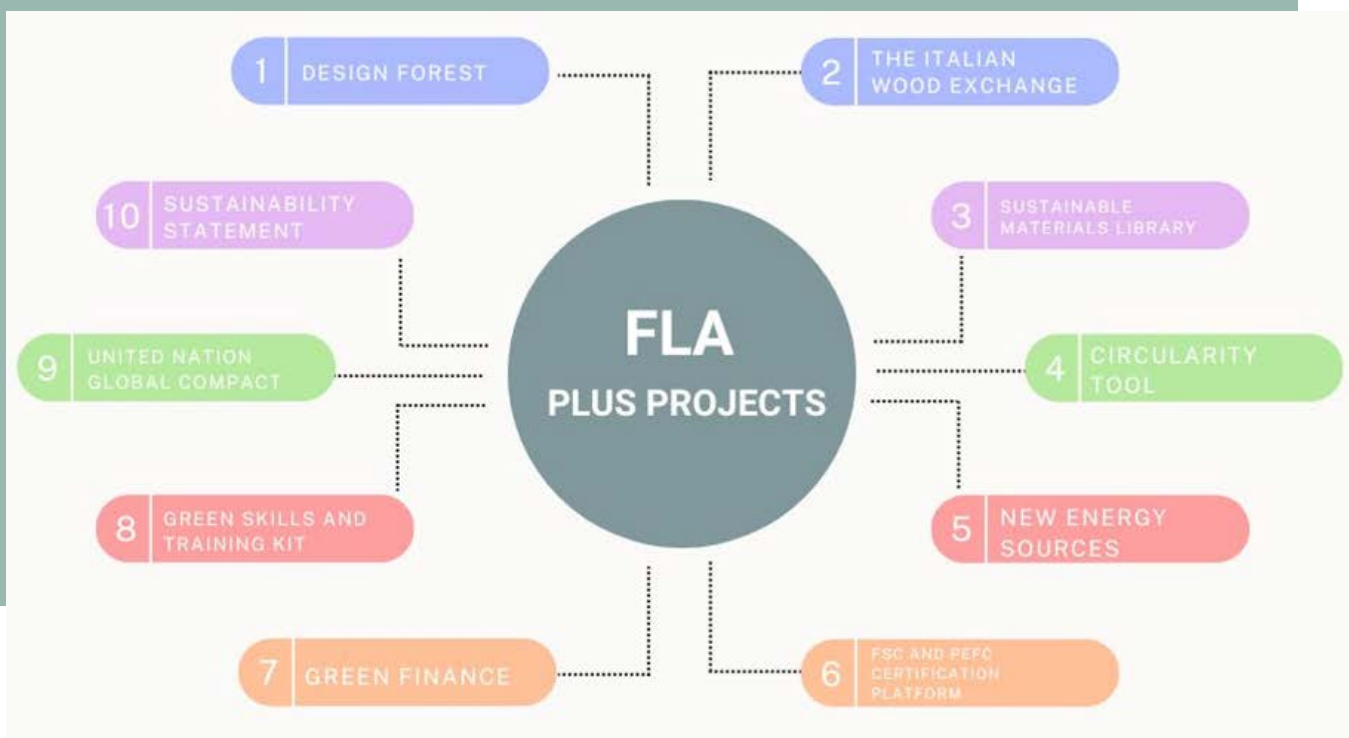 1 DESIGN FOREST
2 THE ITALIAN
WOOD EXCHANGE
3 SUSTAINABLE
MATERIALS LIBRARY
4 CIRCULARITY
TOOL
5 NEW ENERGY
SOURCES
6 FSC AND PEFC
CERTIFICATION
PLATFORM
7 GREEN FINANCE
8 GREEN SKILLS AND
TRAINING KIT
9 UNITED NATION
GLOBAL COMPACT
10 SUSTAINABILITY
STATEMENT
FLA
PLUS PROJECTS